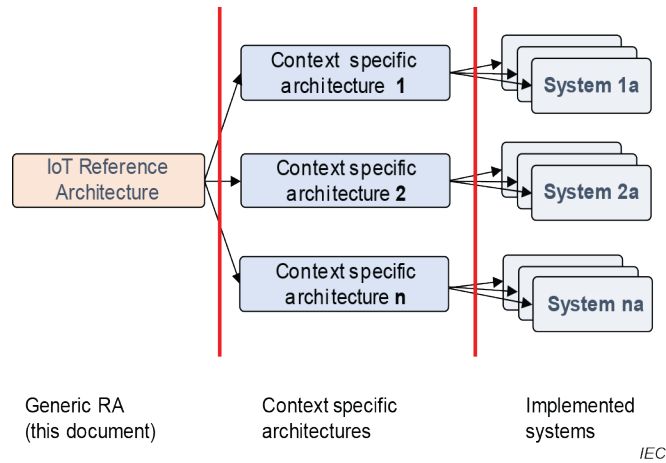 IoT Reference
Architecture
Context specific
architecture 1
Context specific
architecture 2
Context specific
architecture n
System 1a
System 2a
System na
Generic RA
(this document)
Context specific
architectures
Implemented
systems
IEC